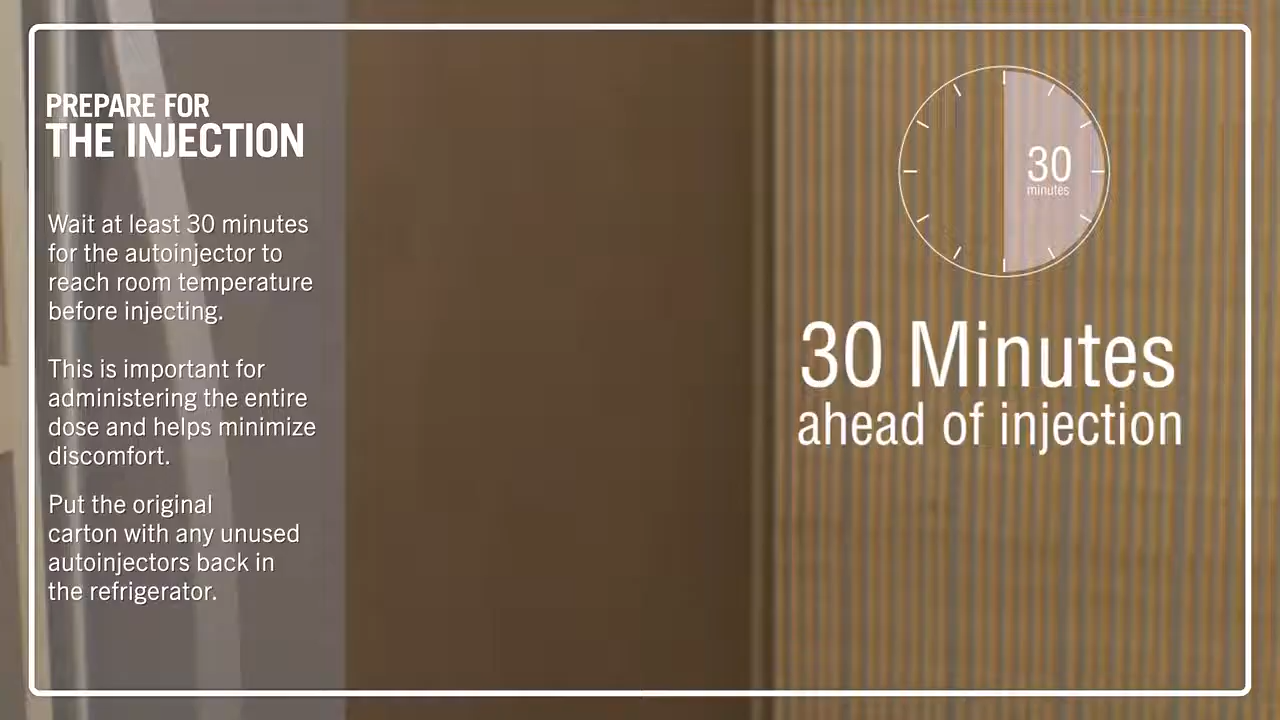 PREPARE FOR
THE INJECTION
Wait at least 30 minutes
for the autoinjector to
reach room temperature
before injecting.
This is important for
administering the entire
dose and helps minimize
discomfort.
Put the original
carton with any unused
autoinjectors back in
the refrigerator.
30
minutes
30 Minutes
ahead of injection